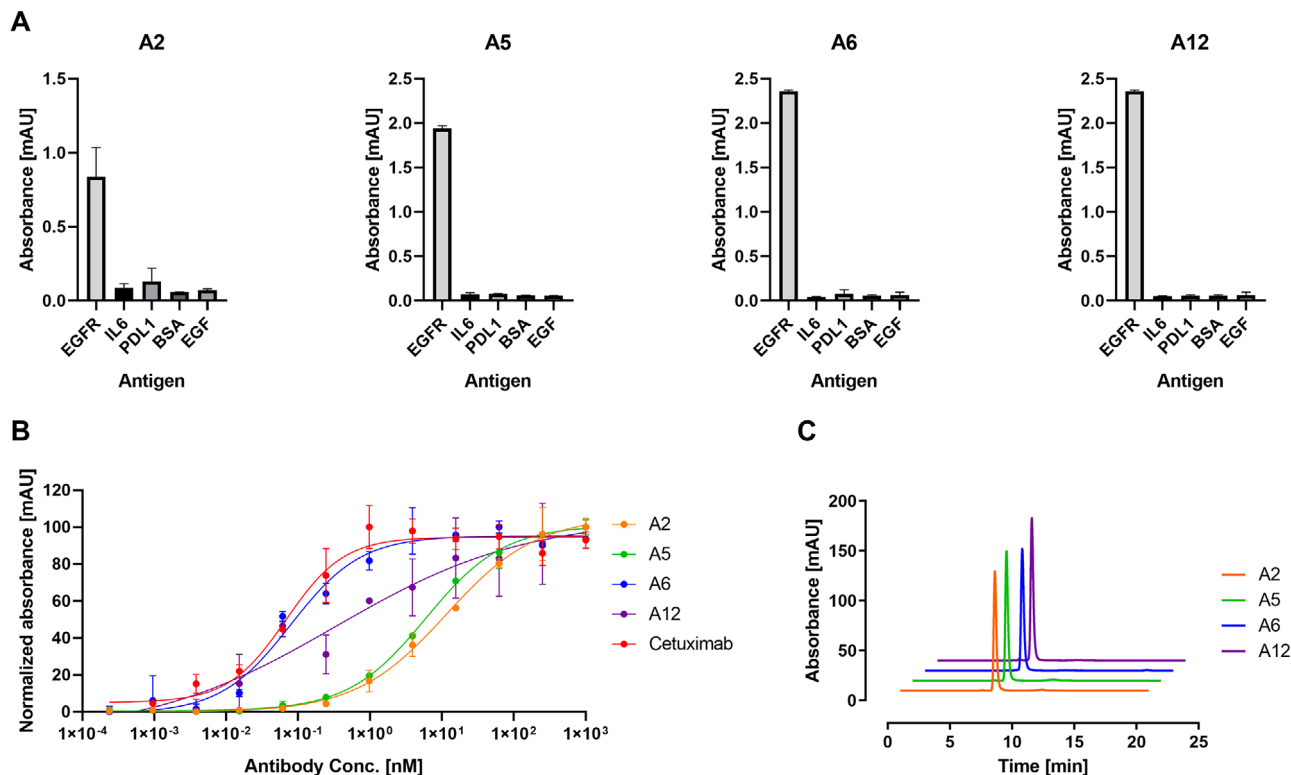 A
A2
Absorbance [mAU]
1.5
1.0
0.5
0.0
EGFR
IL6
PDL1
BSA
EGF
Antigen
A5
Absorbance [mAU]
2.5
2.0
1.5
1.0
0.5
0.0
EGFR
IL6
PDL1
BSA
EGF
Antigen
A6
Absorbance [mAU]
2.5
2.0
1.5
1.0
0.5
0.0
EGFR
IL6
PDL1
BSA
EGF
Antigen
A12
Absorbance [mAU]
2.5
2.0
1.5
1.0
0.5
0.0
EGFR
IL6
PDL1
BSA
EGF
Antigen
B
Normalized absorbance [mAU]
120
100
80
60
40
20
0
1×10⁻⁴ 1×10⁻³ 1×10⁻² 1×10⁻¹ 1×10⁰ 1×10¹ 1×10² 1×10³
Antibody Conc. [nM]
A2
A5
A6
A12
Cetuximab
C
Absorbance [mAU]
200
150
100
50
0
0 5 10 15 20 25
Time [min]
A2
A5
A6
A12